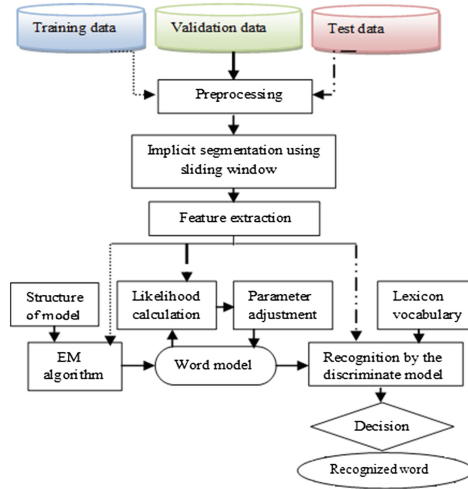 Training data
Validation data
Test data
Preprocessing
Implicit segmentation using
sliding window
Feature extraction
Structure
of model
Likelihood
calculation
Parameter
adjustment
Lexicon
vocabulary
EM
algorithm
Word model
Recognition by the
discriminate model
Decision
Recognized word